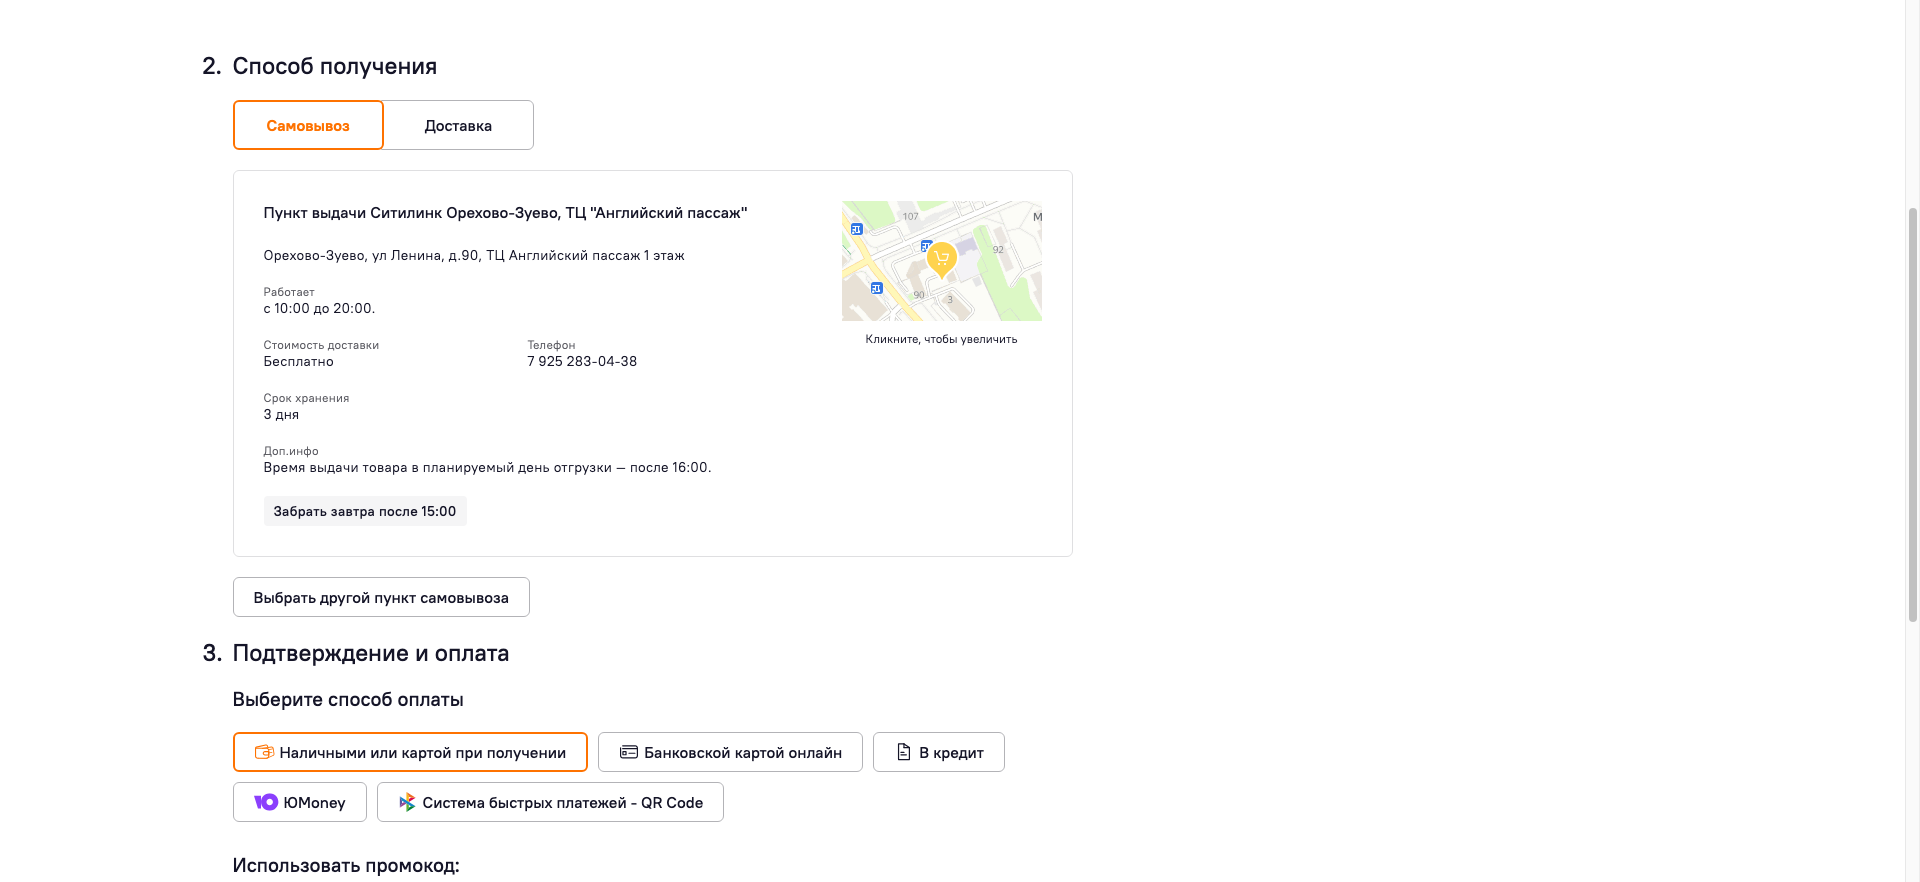 2. Способ получения
Самовывоз
Доставка
Пункт выдачи Ситилинк Орехово-Зуево, ТЦ "Английский пассаж"
Орехово-Зуево, ул Ленина, д.90, ТЦ Английский пассаж 1 этаж
Работает
с 10:00 до 20:00.
Стоимость доставки
Бесплатно
Телефон
7 925 283-04-38
Срок хранения
3 дня
Доп.инфо
Время выдачи товара в планируемый день отгрузки — после 16:00.
Забрать завтра после 15:00
107
М
92
90
3
Кликните, чтобы увеличить
Выбрать другой пункт самовывоза
3. Подтверждение и оплата
Выберите способ оплаты
Наличными или картой при получении
Банковской картой онлайн
В кредит
ЮMoney
Система быстрых платежей - QR Code
Использовать промокод: